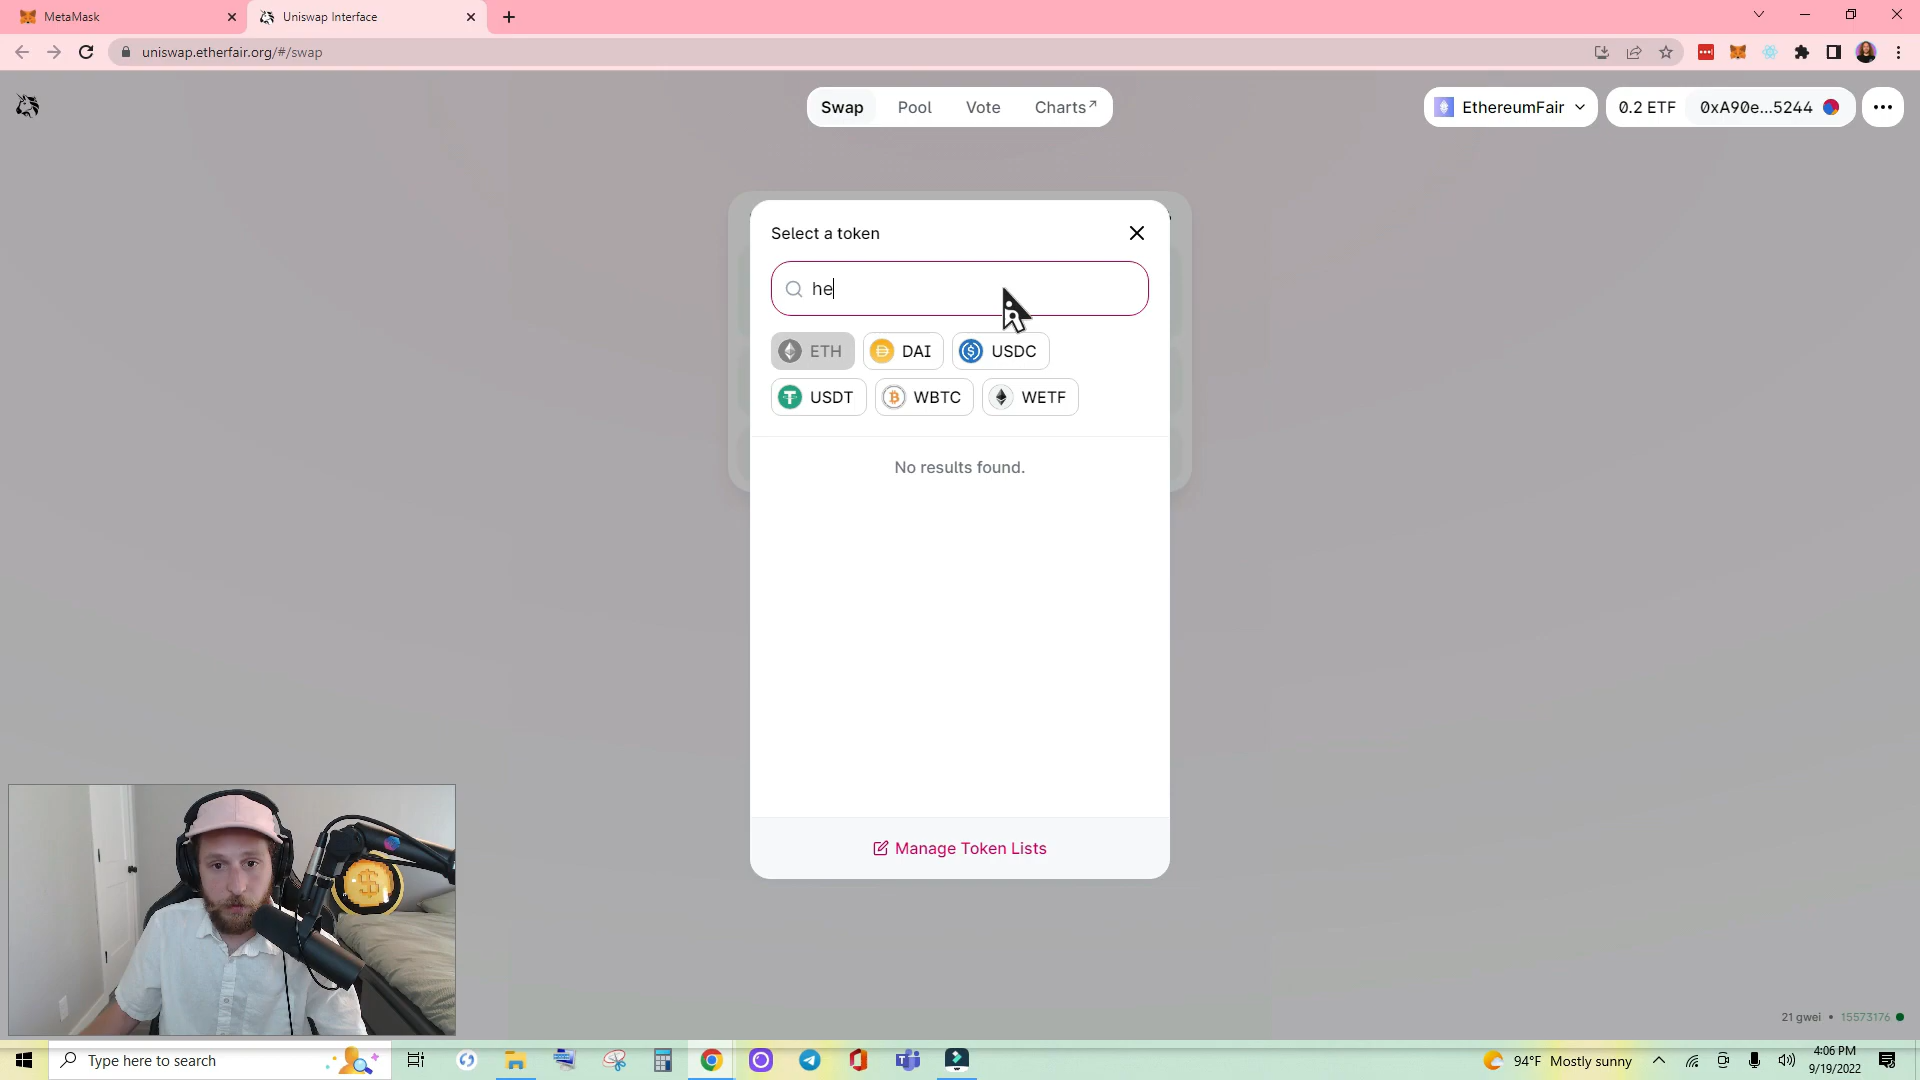 MetaMask
Uniswap Interface
uniswap.etherfair.org/#/swap
Swap Pool Vote Charts↗
EthereumFair
0.2 ETF 0xA90e...5244
Select a token
he
ETH DAI USDC
USDT WBTC WETF
No results found.
Manage Token Lists
21 gwei • 15573176
Type here to search
94°F Mostly sunny
4:06 PM
9/19/2022